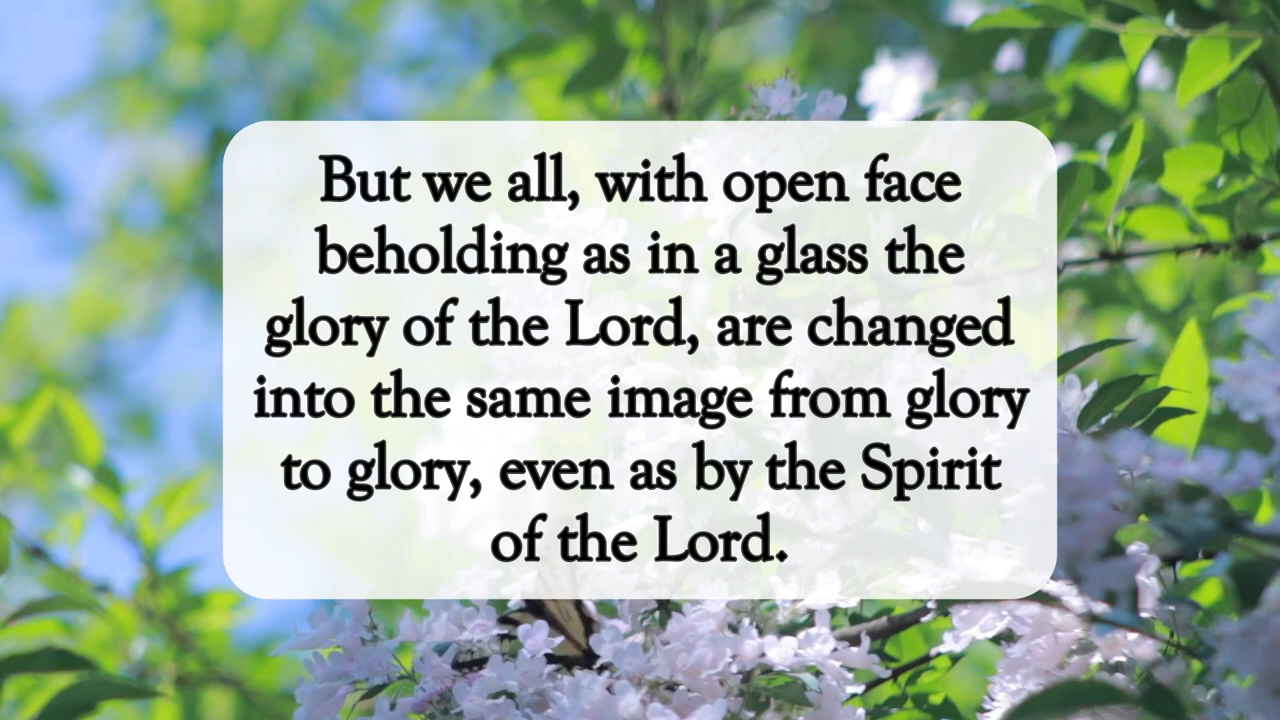 But we all, with open face
beholding as in a glass the
glory of the Lord, are changed
into the same image from glory
to glory, even as by the Spirit
of the Lord.